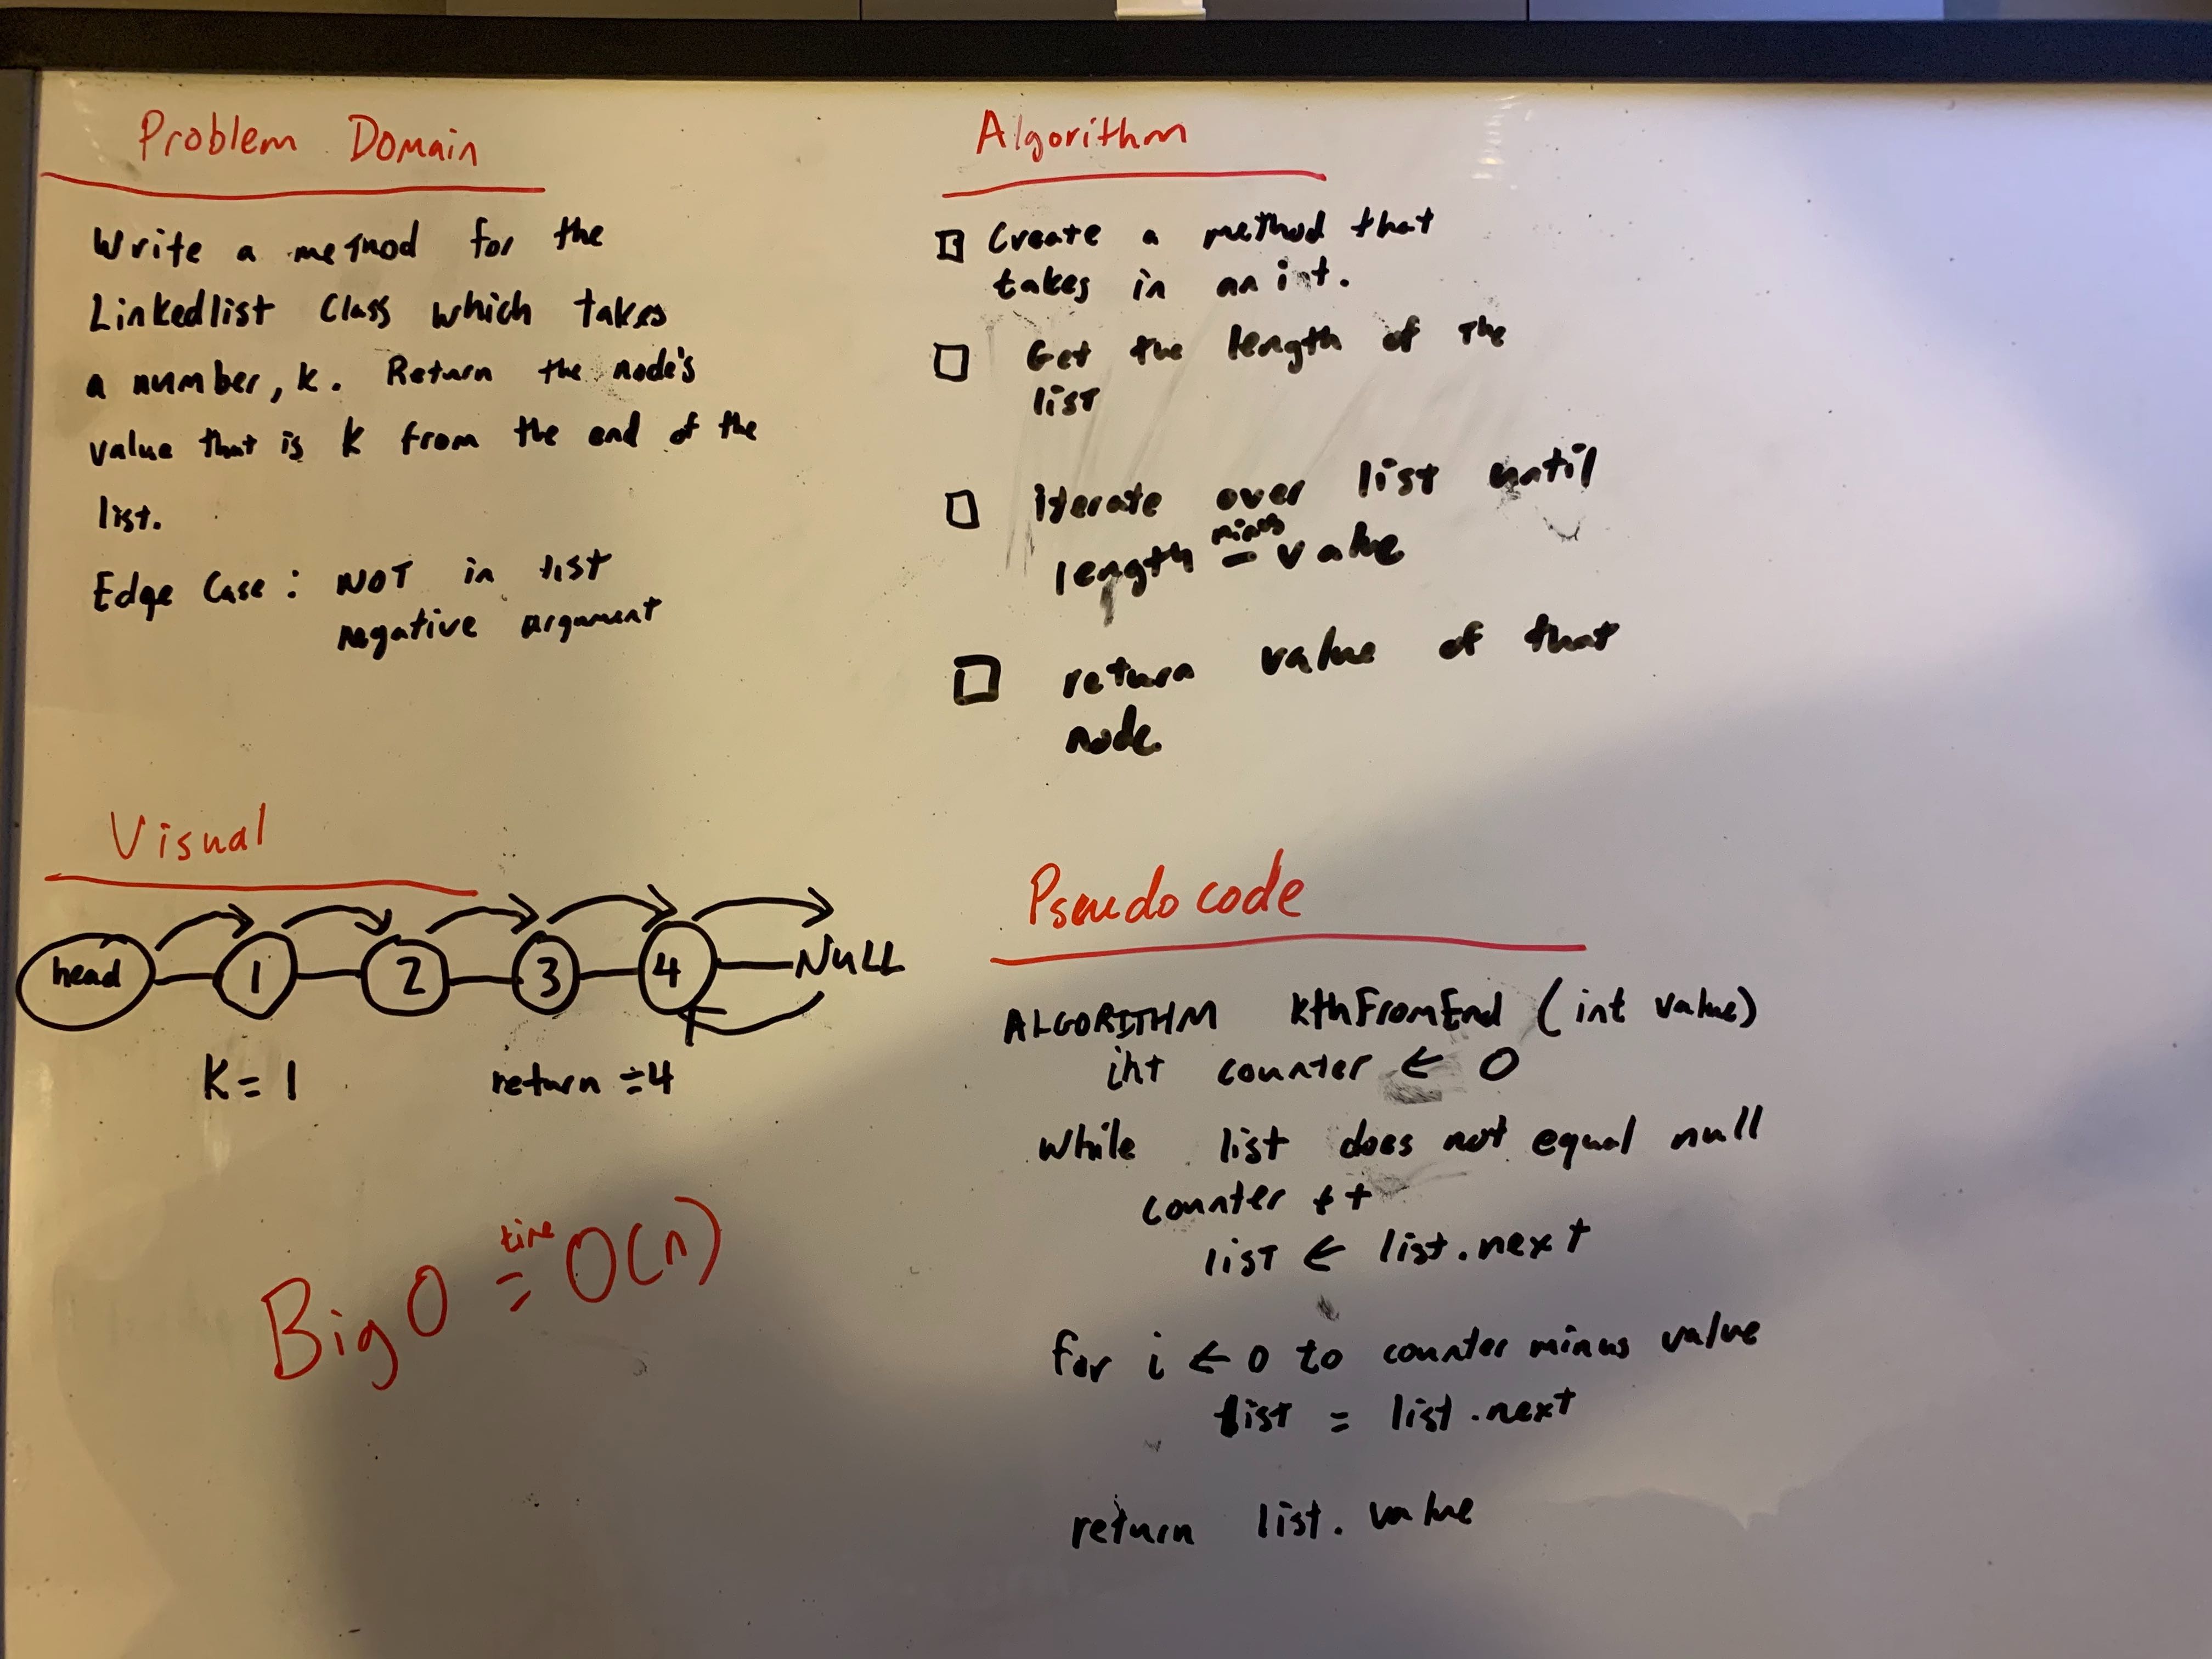 Problem Domain
Write a method for the
Linkedlist Class which takes
a number, k. Return the node's
value that is k from the end of the
list.
Edge Case: NOT in list
negative argument
Visual
head 1 2 3 4 NULL
K = 1 return = 4
Big O = O(n)
time
Algorithm
Create a method that
takes in an int.
Get the length of the
list
iterate over list until
minus
length - value
return value of that
node.
Pseudo code
ALGORITHM kthFromEnd (int value)
int counter ← 0
while list does not equal null
counter ++
list ← list.next
for i ← 0 to counter minus value
list = list.next
return list.value